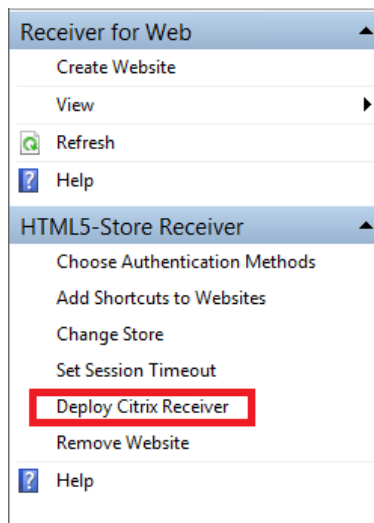 Receiver for Web
Create Website
View
Refresh
Help
HTML5-Store Receiver
Choose Authentication Methods
Add Shortcuts to Websites
Change Store
Set Session Timeout
Deploy Citrix Receiver
Remove Website
Help